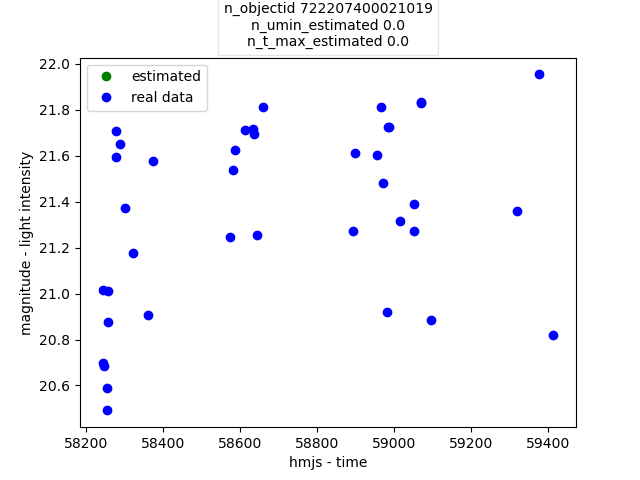 n_objectid 722207400021019
n_umin_estimated 0.0
n_t_max_estimated 0.0
estimated
real data
magnitude - light intensity
22.0
21.8
21.6
21.4
21.2
21.0
20.8
20.6
58200 58400 58600 58800 59000 59200 59400
hmjs - time